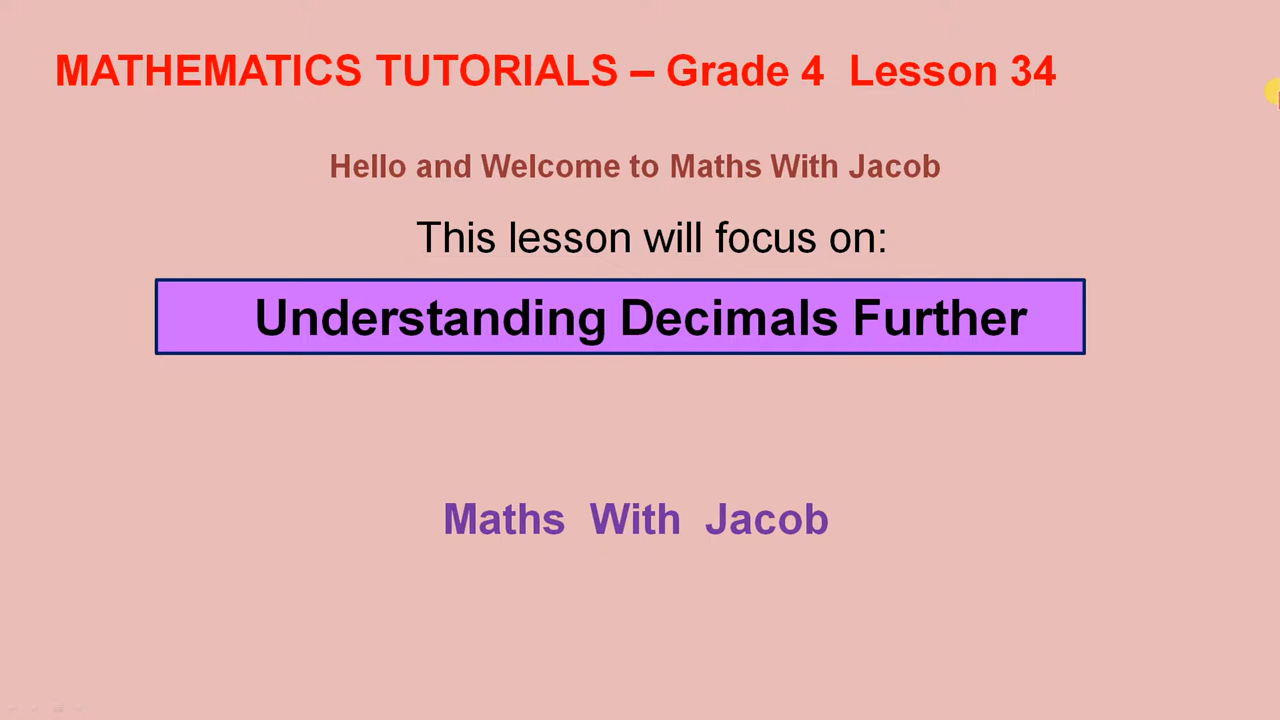 MATHEMATICS TUTORIALS – Grade 4 Lesson 34
Hello and Welcome to Maths With Jacob
This lesson will focus on:
Understanding Decimals Further
Maths With Jacob